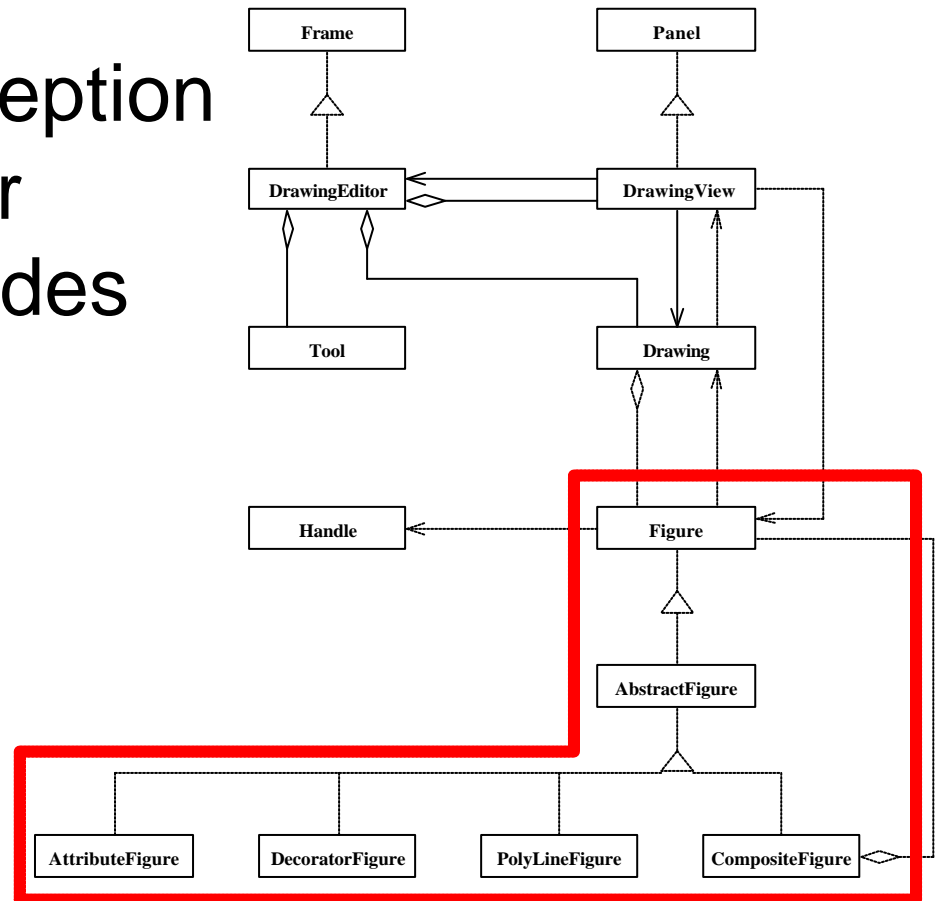 eption
r
des
Frame
Panel
DrawingEditor
DrawingView
Tool
Drawing
Handle
Figure
AbstractFigure
AttributeFigure
DecoratorFigure
PolyLineFigure
CompositeFigure